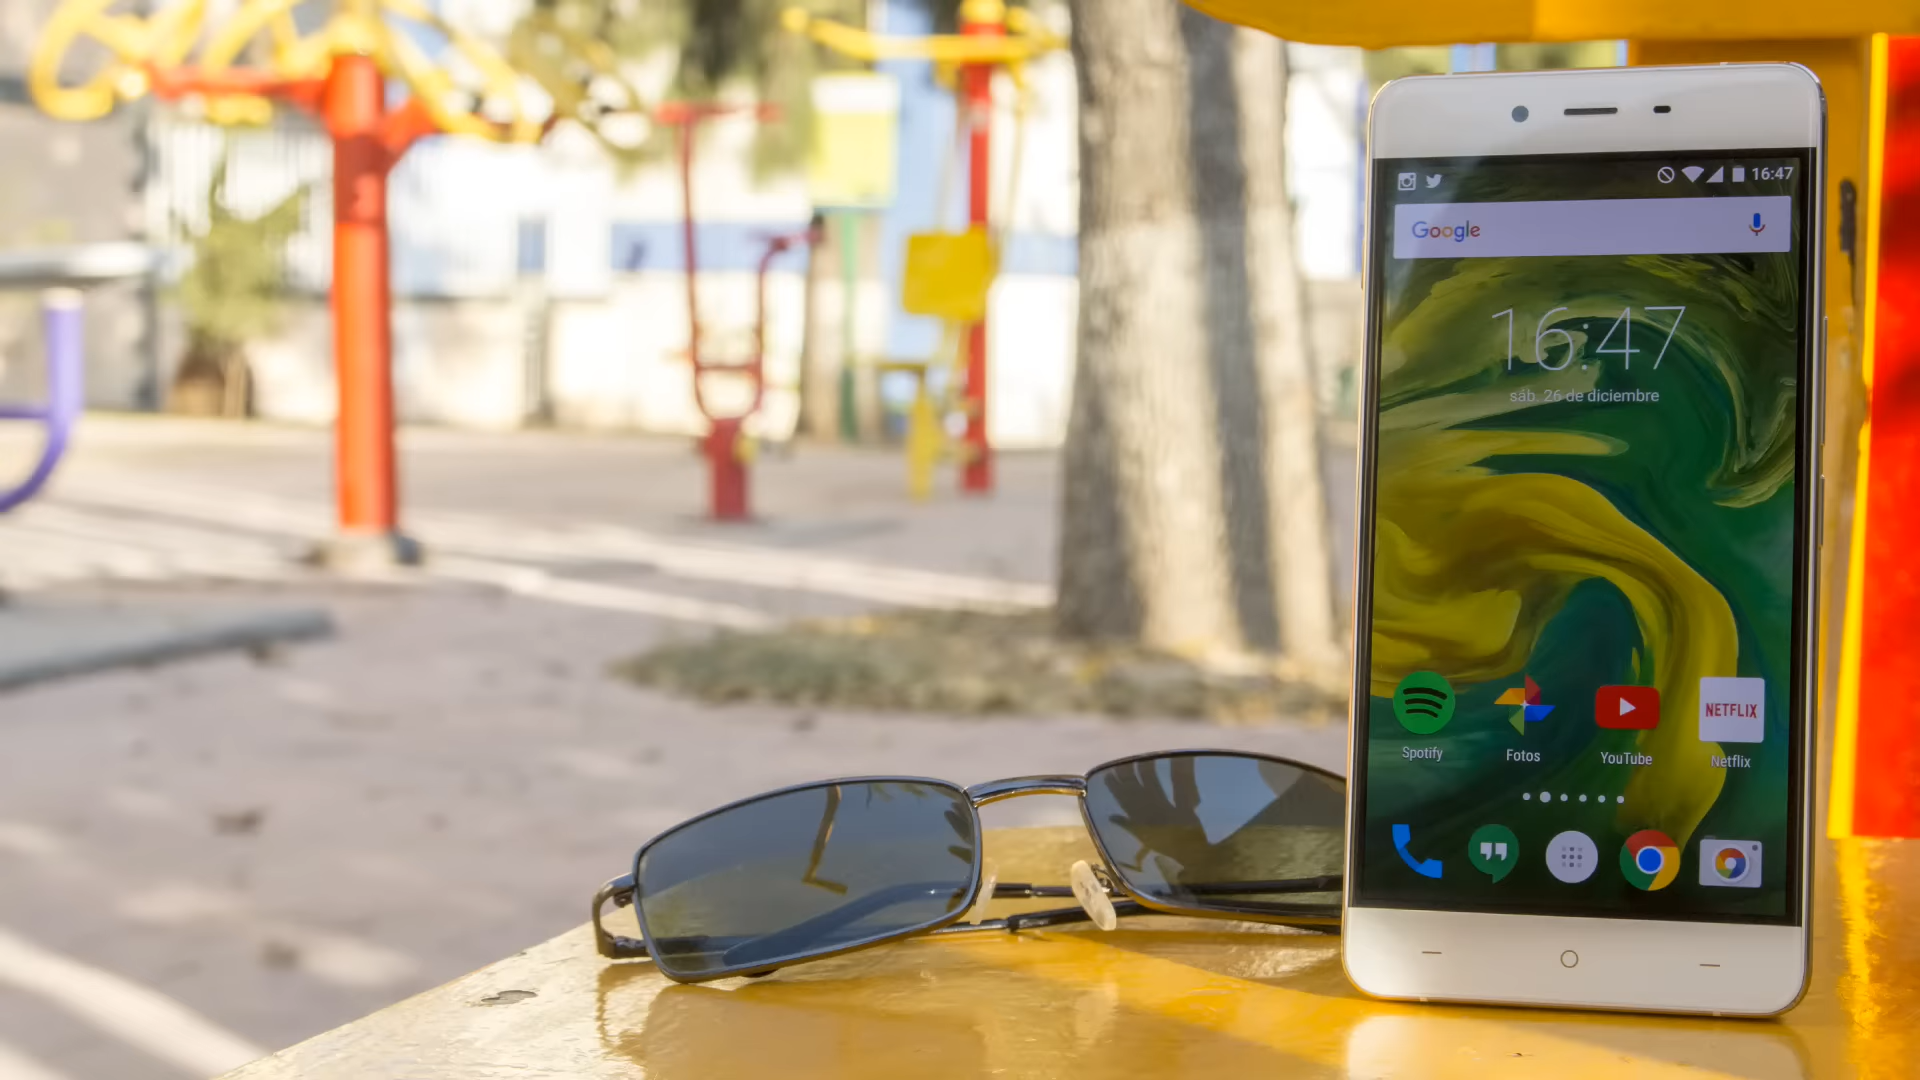 16:47
Google
16:47
sáb. 26 de diciembre
Spotify
Fotos
YouTube
NETFLIX
Netflix